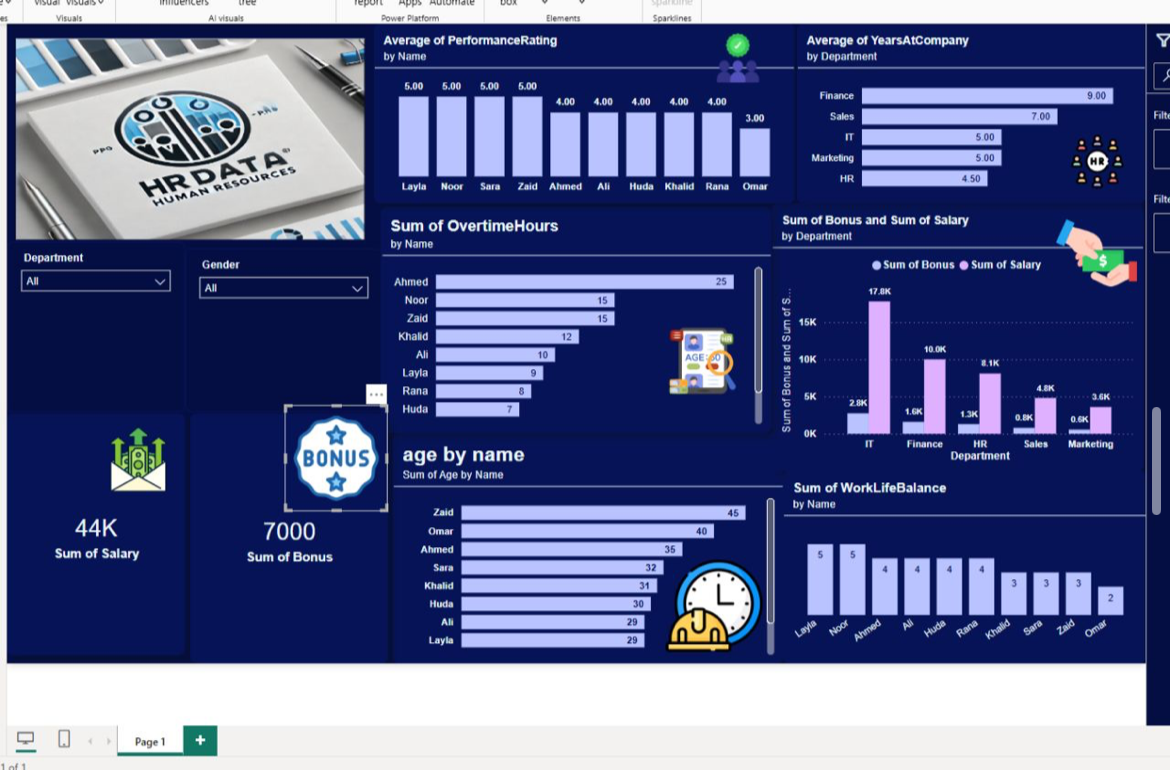 influencers
tree
report
Apps
Automate
box
sparkline
Visuals
AI visuals
Power Platform
Elements
Sparklines
PPO
PRO
HRDATA
HUMAN RESOURCES
Department
All
Gender
All
44K
Sum of Salary
BONUS
7000
Sum of Bonus
Average of PerformanceRating
by Name
5.00 5.00 5.00 5.00 4.00 4.00 4.00 4.00 4.00 3.00
Layla Noor Sara Zaid Ahmed Ali Huda Khalid Rana Omar
Average of YearsAtCompany
by Department
Finance 9.00
Sales 7.00
IT 5.00
Marketing 5.00
HR 4.50
HR
Sum of OvertimeHours
by Name
Ahmed 25
Noor 15
Zaid 15
Khalid 12
Ali 10
Layla 9
Rana 8
Huda 7
Sum of Bonus and Sum of Salary
by Department
$
Sum of Bonus Sum of Salary
Sum of Bonus and Sum of S...
15K
10K
5K
0K
2.8K 17.8K 1.6K 10.0K 1.3K 8.1K 0.8K 4.8K 0.6K 3.6K
IT Finance HR Sales Marketing
Department
age by name
Sum of Age by Name
Zaid 45
Omar 40
Ahmed 35
Sara 32
Khalid 31
Huda 30
Ali 29
Layla 29
Sum of WorkLifeBalance
by Name
5 5 4 4 4 4 3 3 3 2
Layla Noor Ahmed Ali Huda Rana Khalid Sara Zaid Omar
Page 1
1 of 1